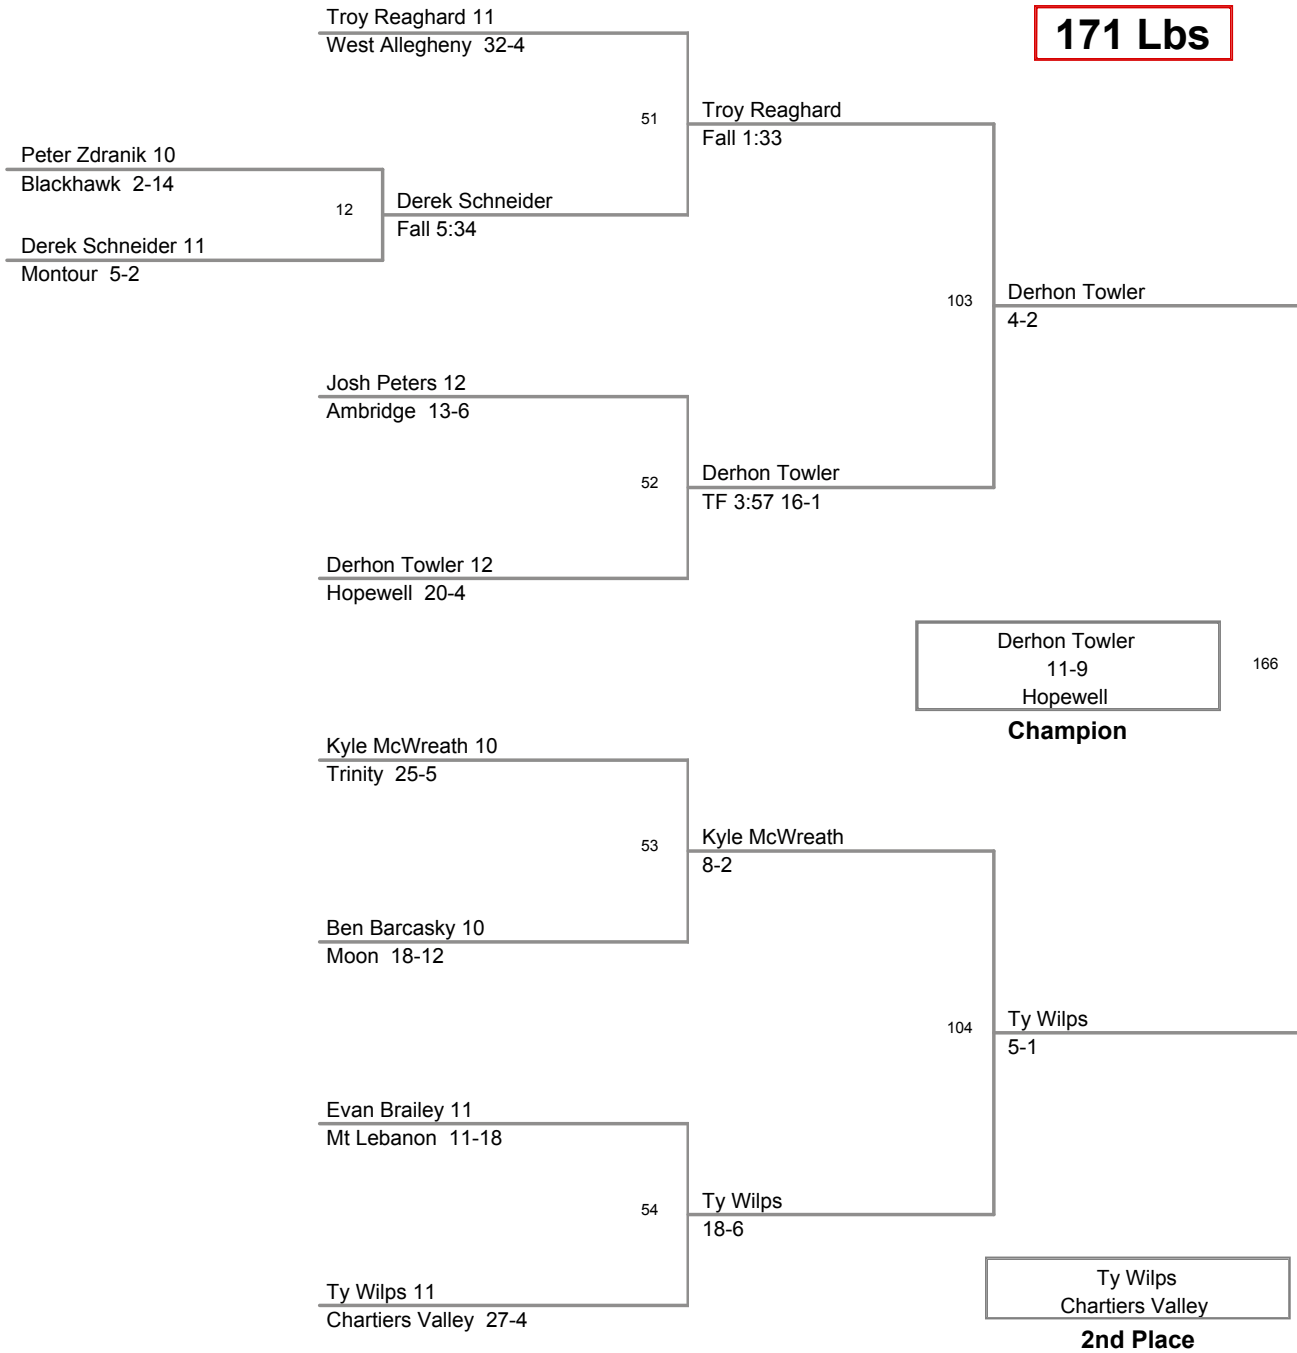 Troy Reaghard 11
West Allegheny 32-4
171 Lbs
51
Troy Reaghard
Fall 1:33
Peter Zdranik 10
Blackhawk 2-14
12
Derek Schneider
Fall 5:34
Derek Schneider 11
Montour 5-2
103
Derhon Towler
4-2
Josh Peters 12
Ambridge 13-6
52
Derhon Towler
TF 3:57 16-1
Derhon Towler 12
Hopewell 20-4
Derhon Towler
11-9
Hopewell
166
Champion
Kyle McWreath 10
Trinity 25-5
53
Kyle McWreath
8-2
Ben Barcasky 10
Moon 18-12
104
Ty Wilps
5-1
Evan Brailey 11
Mt Lebanon 11-18
54
Ty Wilps
18-6
Ty Wilps 11
Chartiers Valley 27-4
Ty Wilps
Chartiers Valley
2nd Place